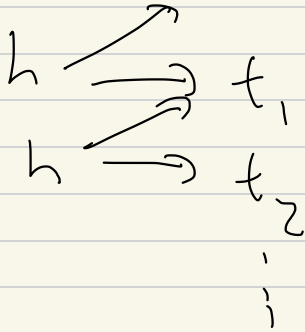 h → t₁
h → t₂
⋮